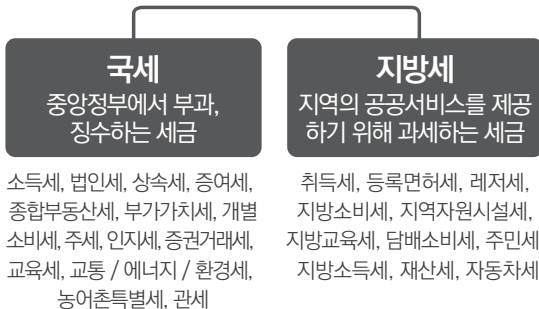 국세
중앙정부에서 부과,
징수하는 세금
소득세, 법인세, 상속세, 증여세,
종합부동산세, 부가가치세, 개별
소비세, 주세, 인지세, 증권거래세,
교육세, 교통 / 에너지 / 환경세,
농어촌특별세, 관세
지방세
지역의 공공서비스를 제공
하기 위해 과세하는 세금
취득세, 등록면허세, 레저세,
지방소비세, 지역자원시설세,
지방교육세, 담배소비세, 주민세
지방소득세, 재산세, 자동차세